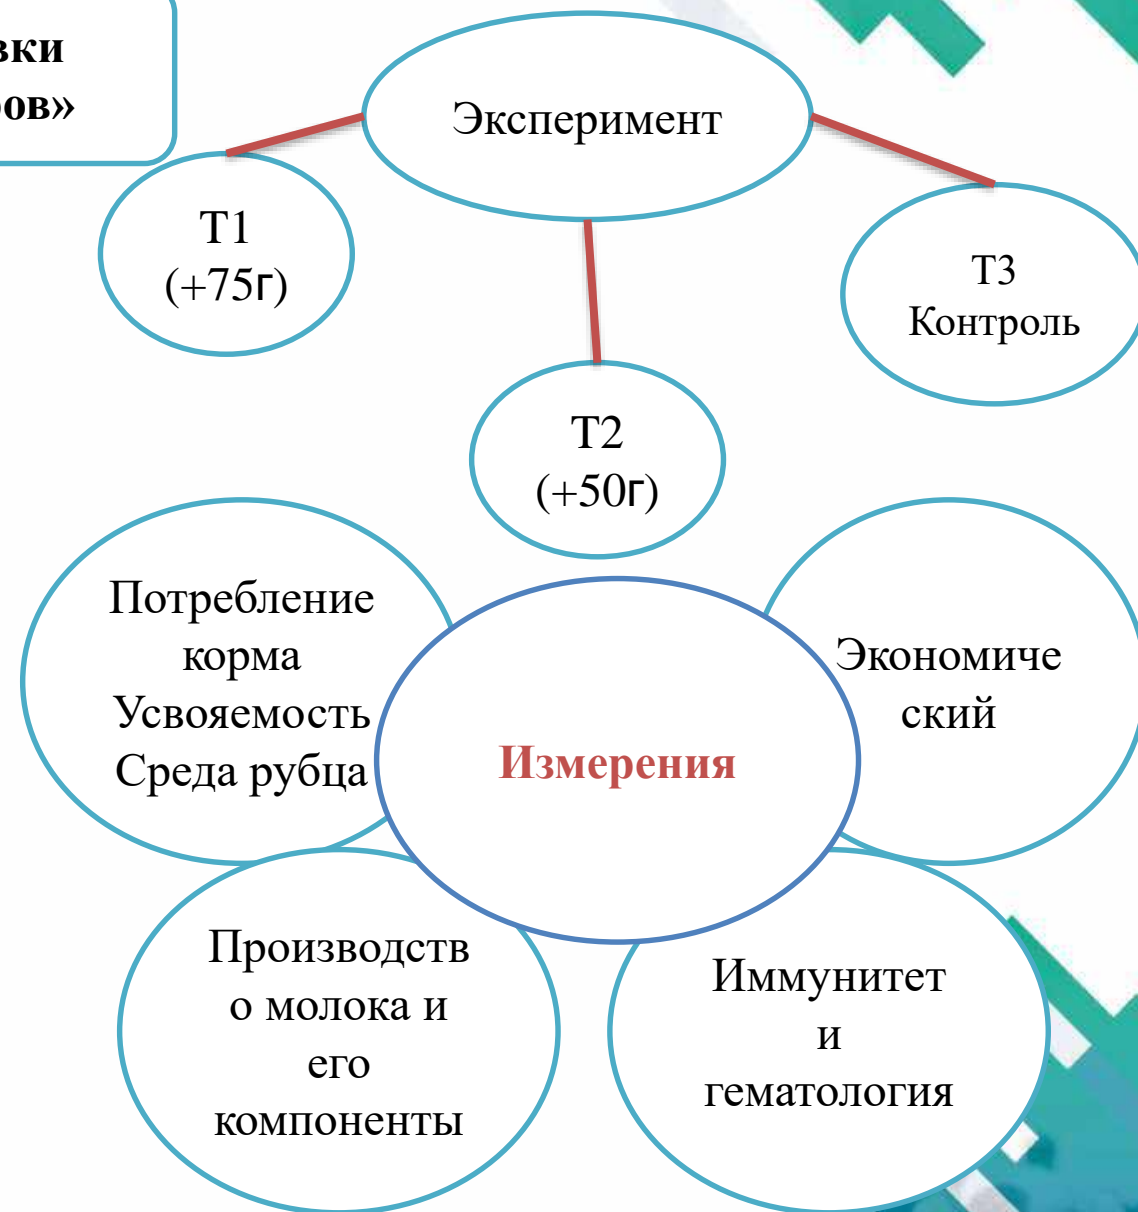 вки
ов»
Эксперимент
Т1
(+75г)
Т3
Контроль
Т2
(+50г)
Потребление
корма
Усвояемость
Среда рубца
Экономиче
ский
Измерения
Производств
о молока и
его
компоненты
Иммунитет
и
гематология